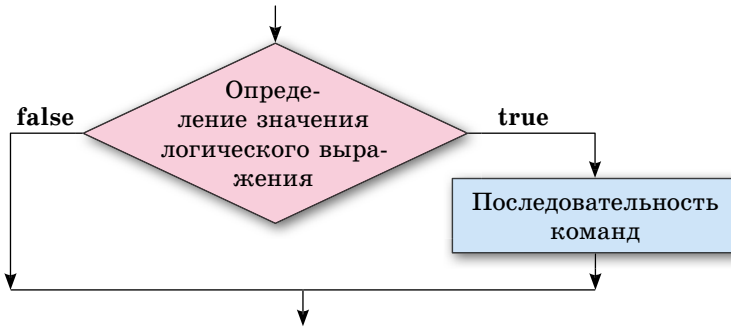 Опреде-
ление значения
логического выра-
жения
false
true
Последовательность
команд